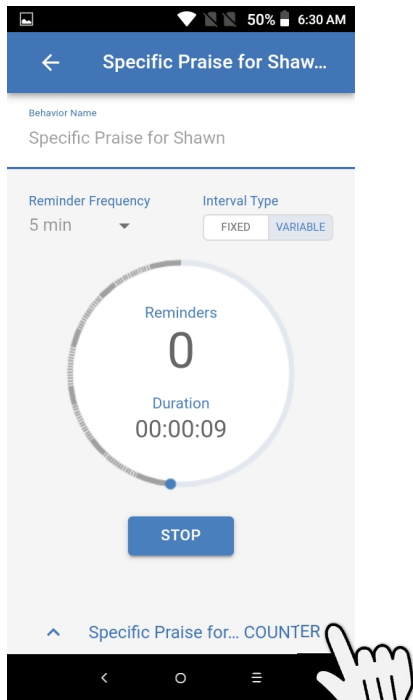 50% 6:30 AM
Specific Praise for Shaw...
Behavior Name
Specific Praise for Shawn
Reminder Frequency Interval Type
5 min FIXED VARIABLE
Reminders
0
Duration
00:00:09
STOP
Specific Praise for... COUNTER